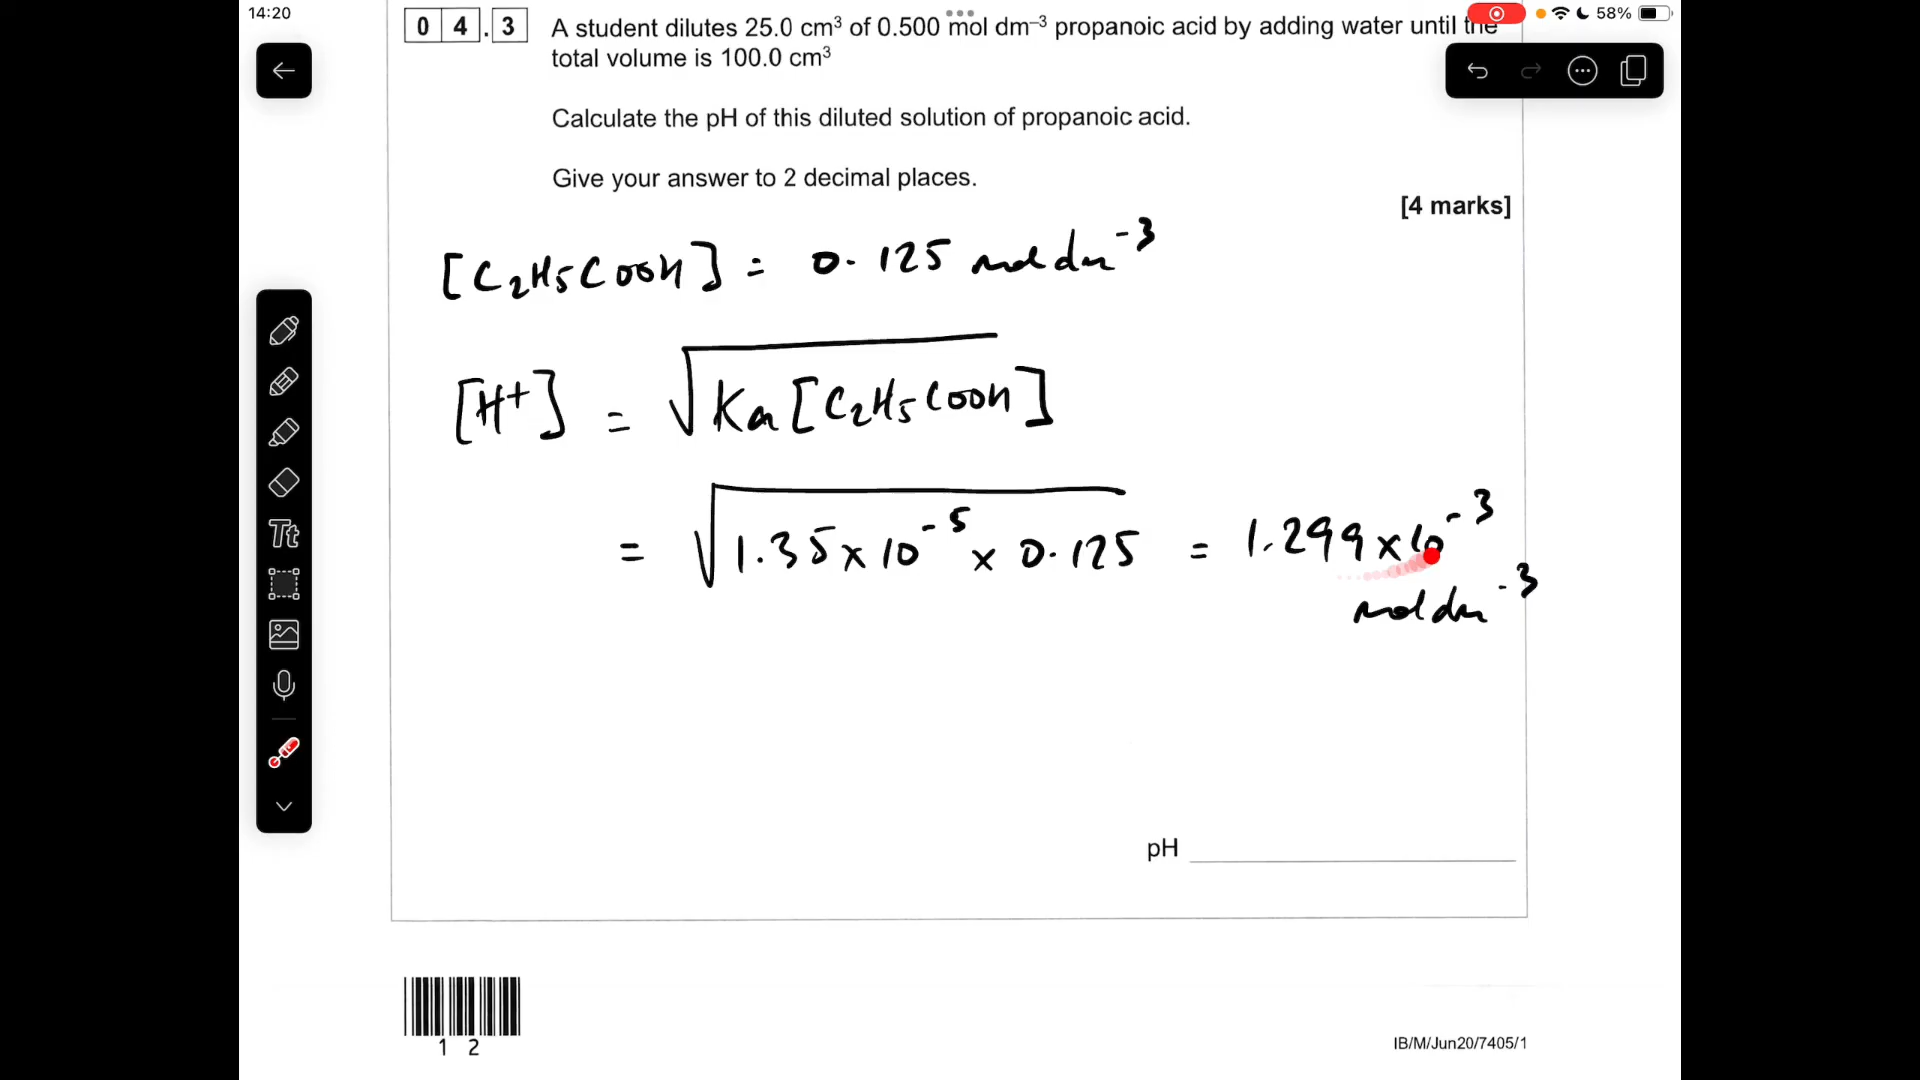 14:20
58%
0 4 . 3 A student dilutes 25.0 cm³ of 0.500 mol dm⁻³ propanoic acid by adding water until the
total volume is 100.0 cm³
Calculate the pH of this diluted solution of propanoic acid.
Give your answer to 2 decimal places.
[4 marks]
[C₂H₅COOH] = 0.125 mol dm⁻³
[H⁺] = √Ka[C₂H₅COOH]
= √1.35 x 10⁻⁵ x 0.125 = 1.299 x 10⁻³
mol dm⁻³
Tt
pH
1 2
IB/M/Jun20/7405/1